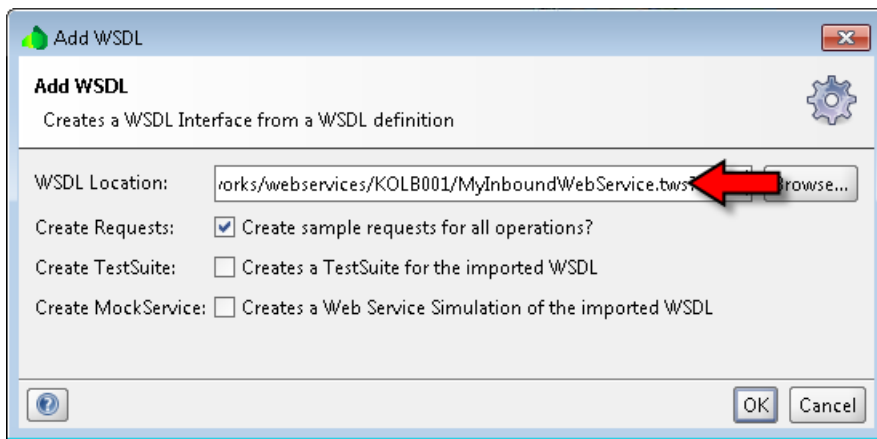 Add WSDL
Add WSDL
Creates a WSDL Interface from a WSDL definition
WSDL Location: /orks/webservices/KOLB001/MyInboundWebService.tws Browse...
Create Requests: Create sample requests for all operations?
Create TestSuite: Creates a TestSuite for the imported WSDL
Create MockService: Creates a Web Service Simulation of the imported WSDL
OK Cancel